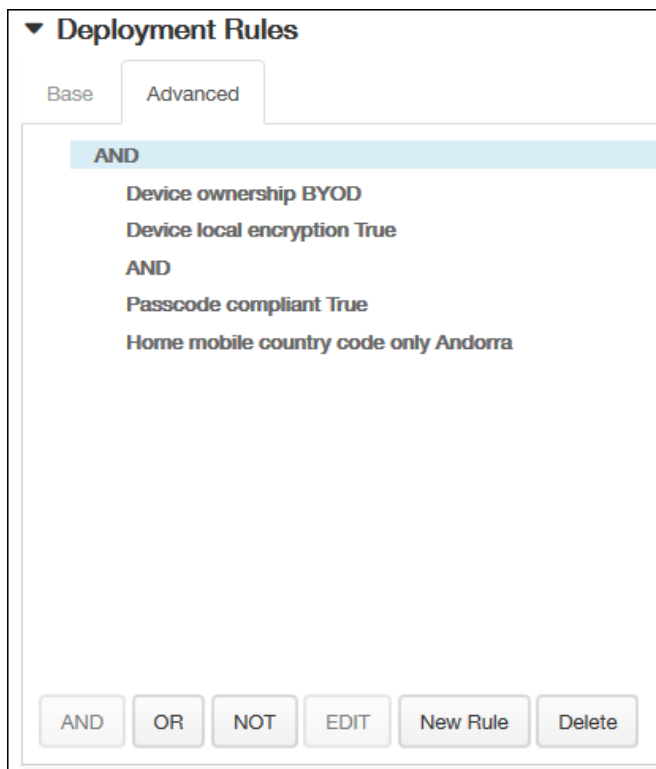 Deployment Rules
Base Advanced
AND
Device ownership BYOD
Device local encryption True
AND
Passcode compliant True
Home mobile country code only Andorra
AND OR NOT EDIT New Rule Delete